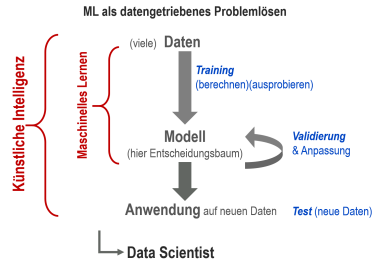 ML als datengetriebenes Problemlösen
(viele) Daten
Training
(berechnen)(ausprobieren)
Künstliche Intelligenz
Maschinelles Lernen
Modell
(hier Entscheidungsbaum)
Validierung
& Anpassung
Anwendung auf neuen Daten
Test (neue Daten)
Data Scientist